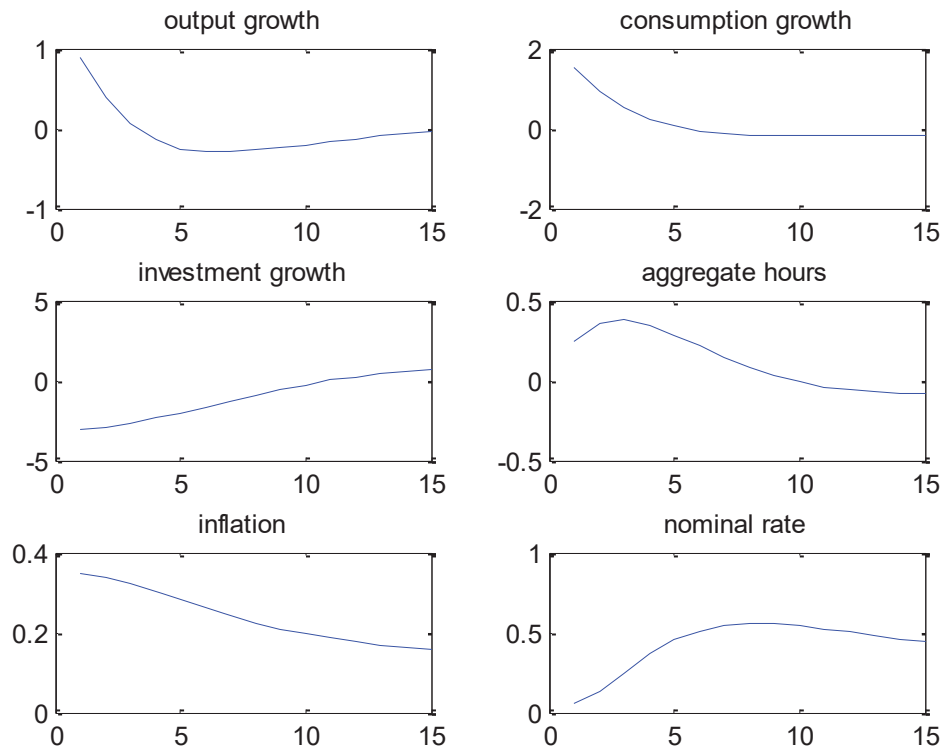 output growth
1
0
-1
0 5 10 15
consumption growth
2
0
-2
0 5 10 15
investment growth
5
0
-5
0 5 10 15
aggregate hours
0.5
0
-0.5
0 5 10 15
inflation
0.4
0.2
0
0 5 10 15
nominal rate
1
0.5
0
0 5 10 15